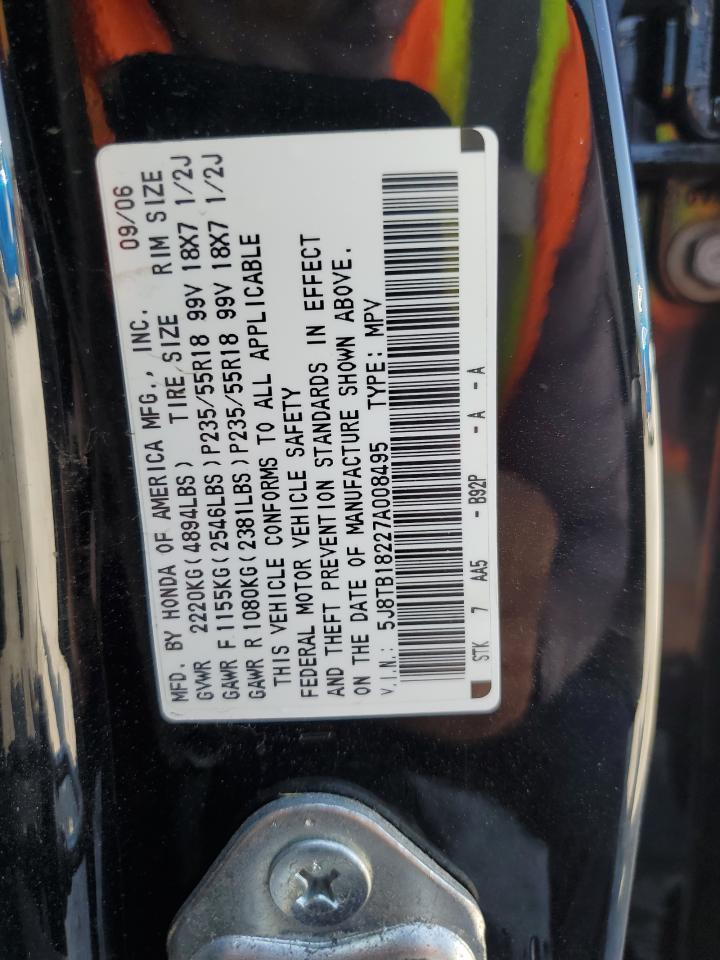 MFD. BY HONDA OF AMERICA MFG., INC. 09/06
TIRE SIZE RIM SIZE
GVWR 2220KG(4894LBS)
GAWR F 1155KG(2546LBS)P235/55R18 99V 18X7 1/2J
GAWR R 1080KG(2381LBS)P235/55R18 99V 18X7 1/2J
THIS VEHICLE CONFORMS TO ALL APPLICABLE
FEDERAL MOTOR VEHICLE SAFETY
AND THEFT PREVENTION STANDARDS IN EFFECT
ON THE DATE OF MANUFACTURE SHOWN ABOVE.
V.I.N.: 5J8TB18227A008495 TYPE: MPV
STK 7 AA5 - B92P - A - A